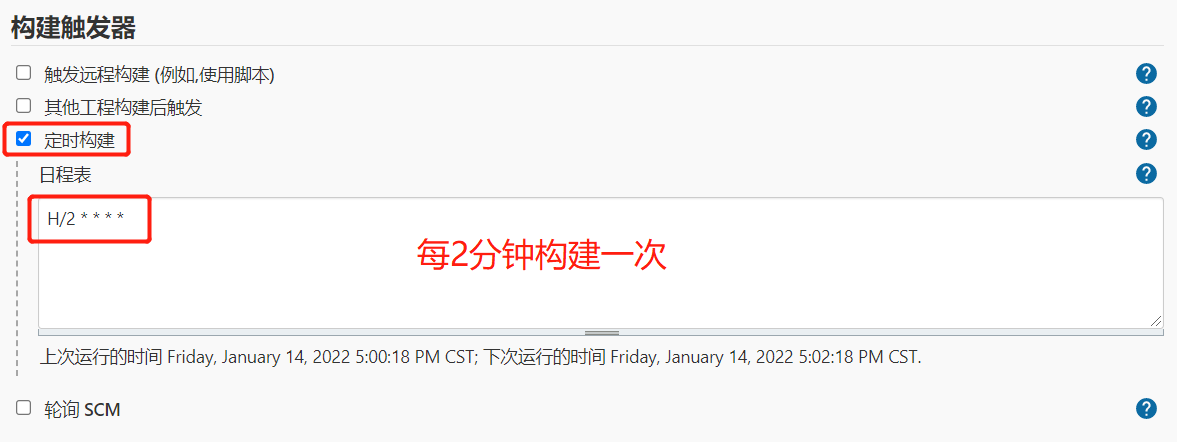 构建触发器
触发远程构建 (例如,使用脚本)
?
其他工程构建后触发
?
定时构建
?
日程表
?
H/2 * * * *
每2分钟构建一次
上次运行的时间 Friday, January 14, 2022 5:00:18 PM CST; 下次运行的时间 Friday, January 14, 2022 5:02:18 PM CST.
轮询 SCM
?